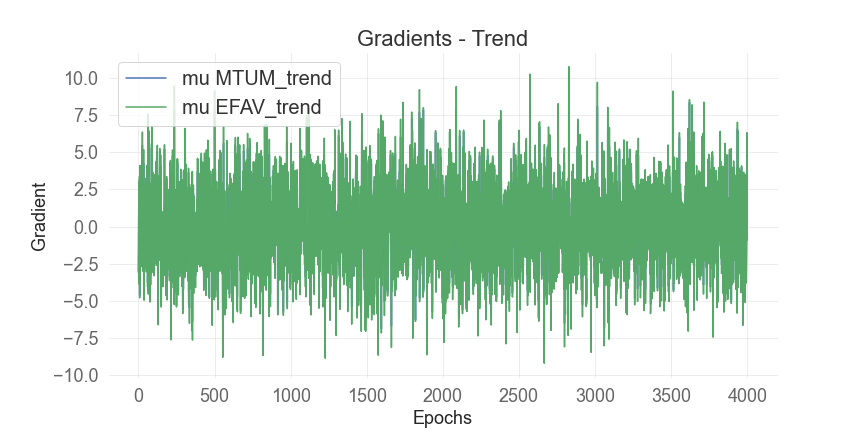 Gradients - Trend
mu MTUM_trend
mu EFAV_trend
10.0
7.5
5.0
2.5
0.0
−2.5
−5.0
−7.5
−10.0
Gradient
0 500 1000 1500 2000 2500 3000 3500 4000
Epochs